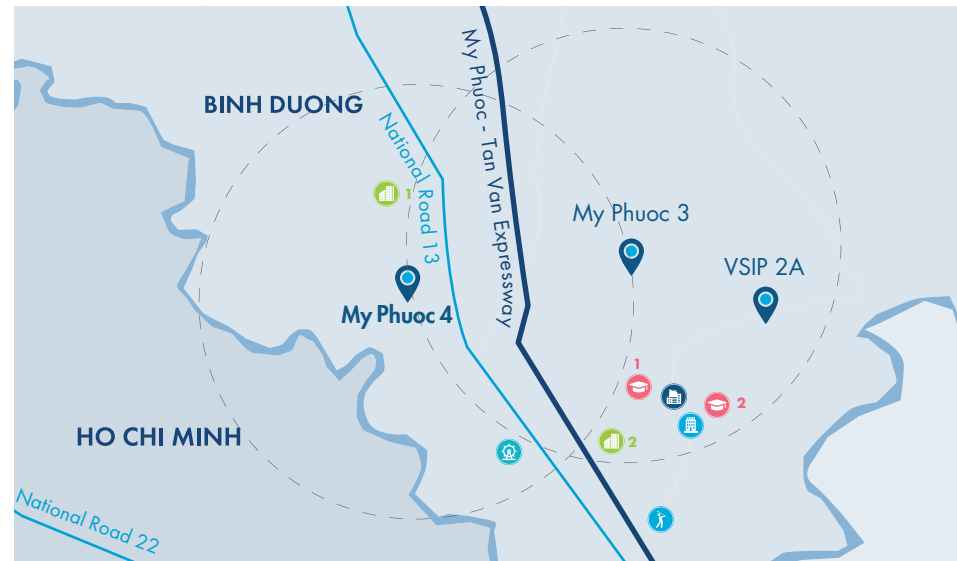 My Phuoc - Tan Van Expressway
BINH DUONG
National Road 13
1
My Phuoc 3
VSIP 2A
My Phuoc 4
1
2
2
HO CHI MINH
National Road 22